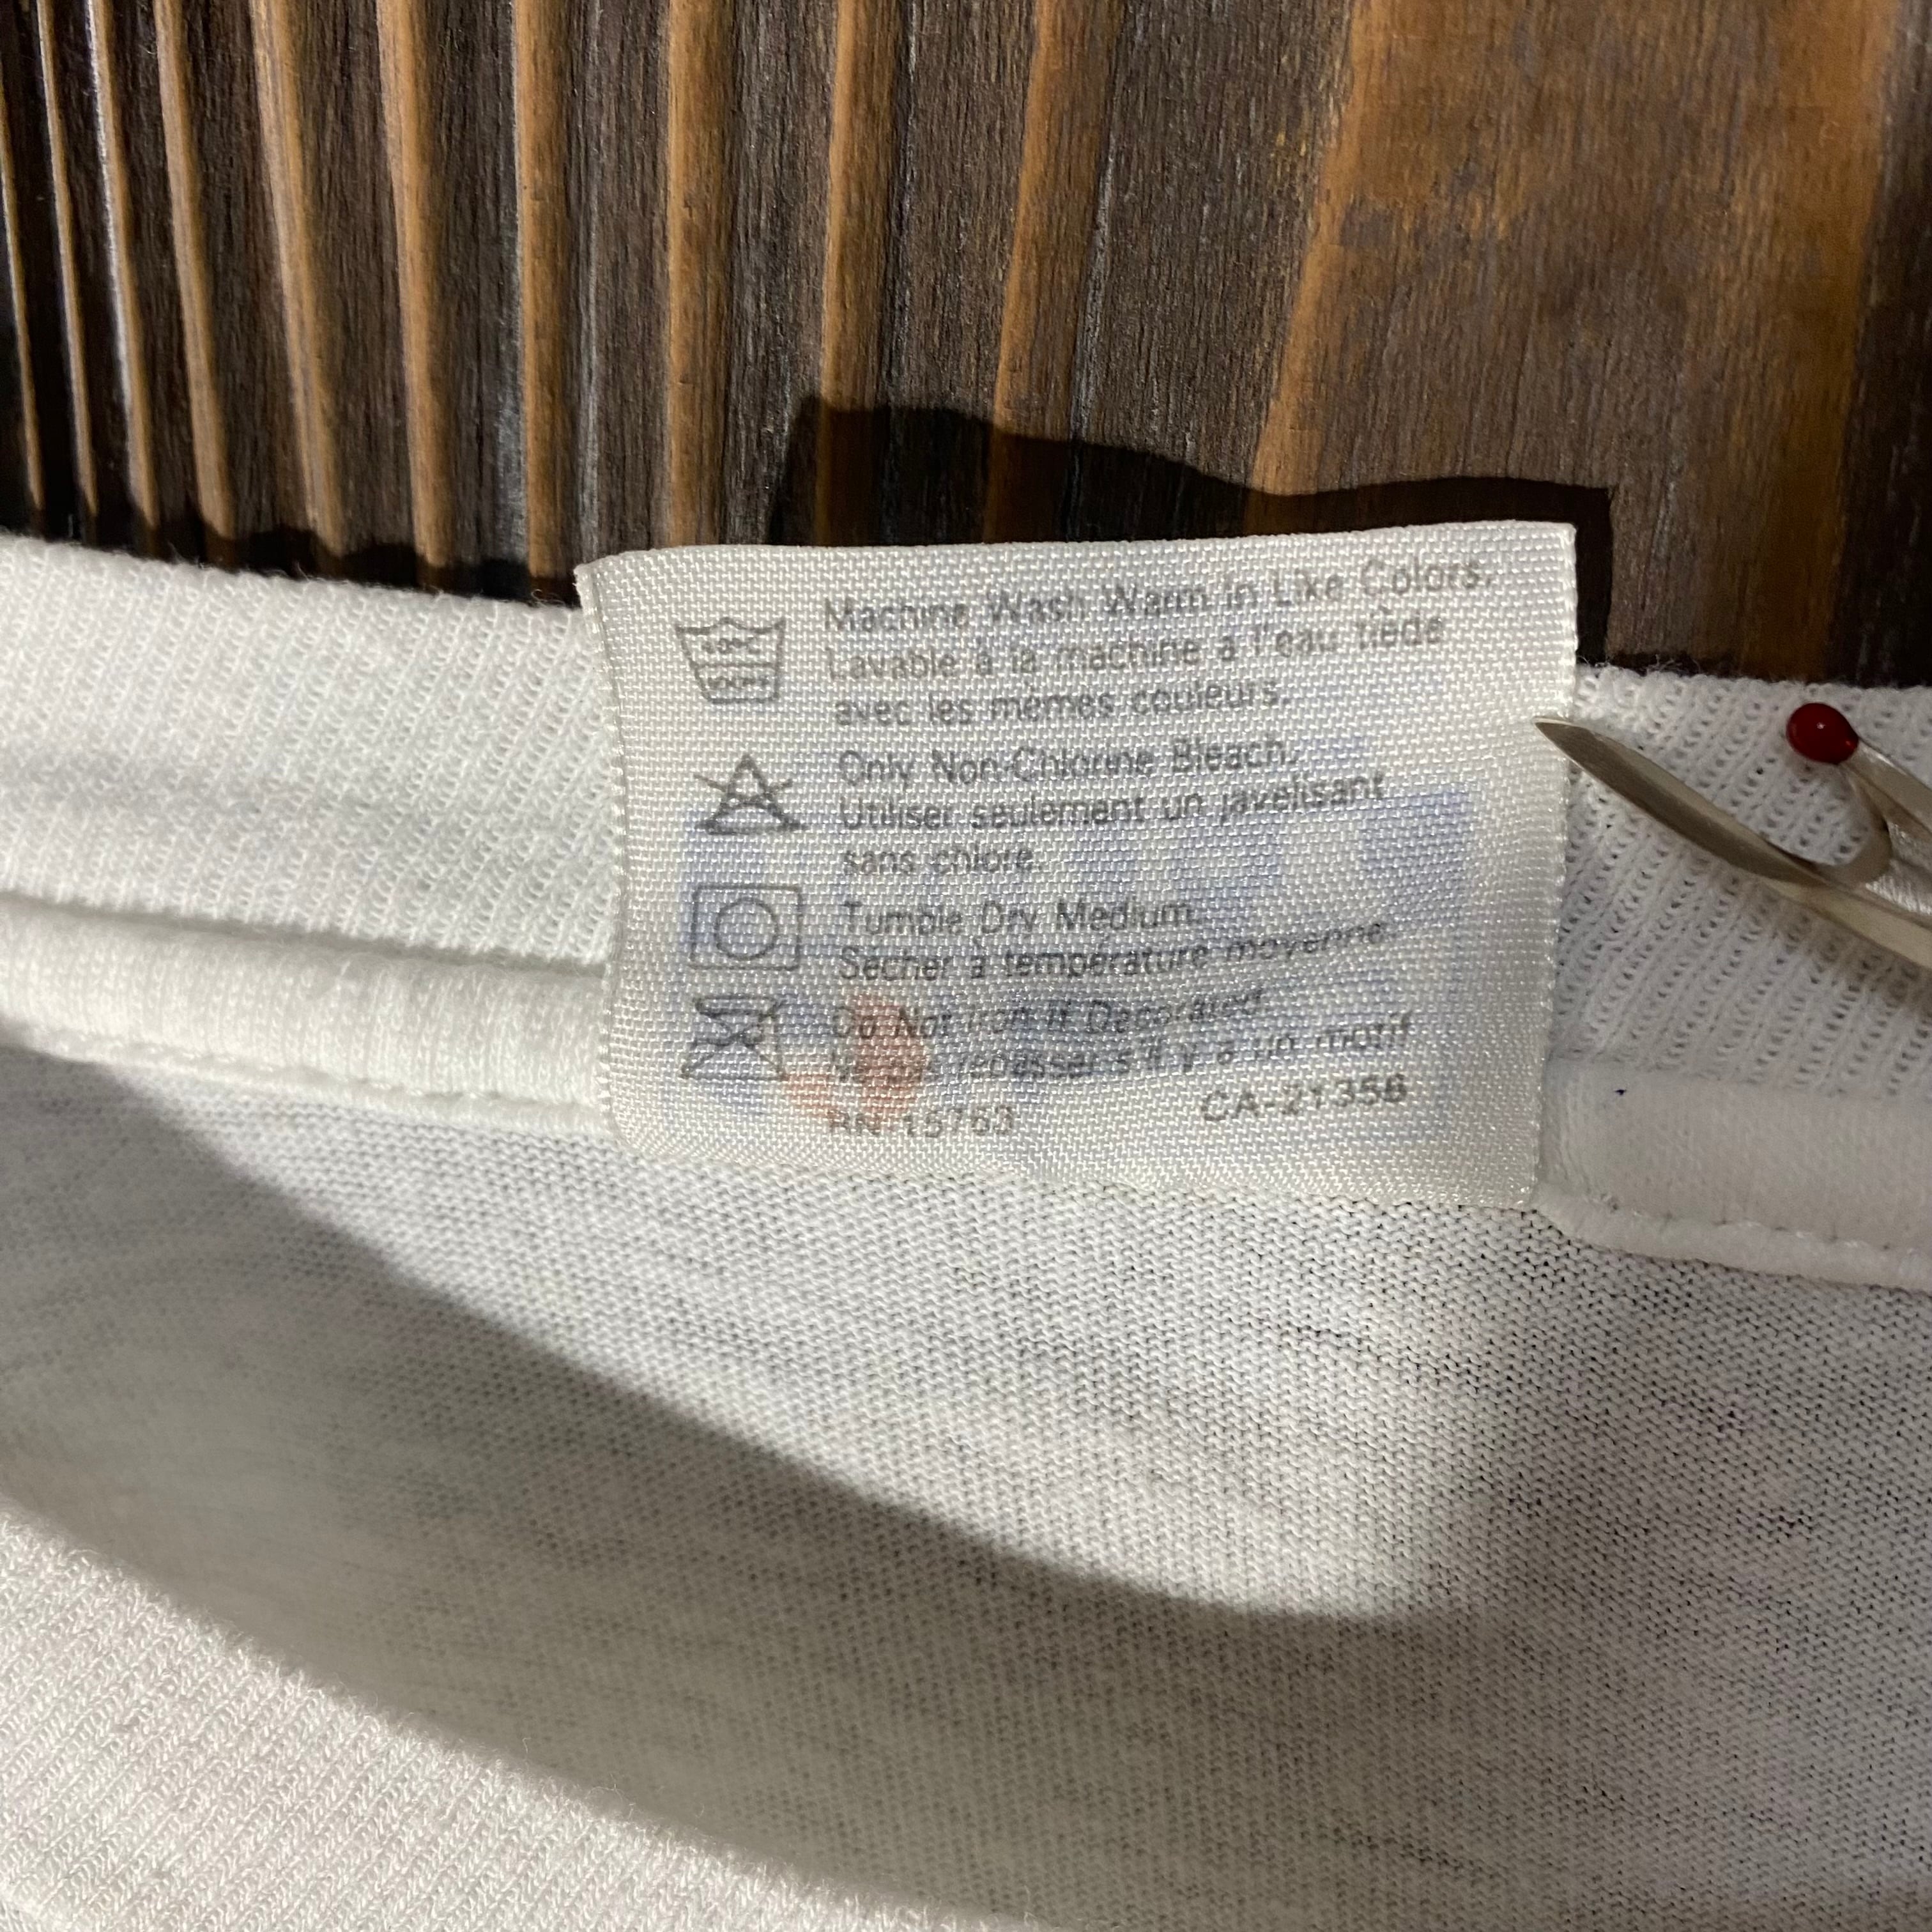 Machine Wash Warm in Like Colors.
Lavable à la machine à l'eau tiède
avec les mêmes couleurs.
Only Non-Chlorine Bleach.
Utiliser seulement un javelisant
sans chlore.
Tumble Dry Medium.
Sécher à température moyenne
Do Not Iron If Decorated
repasser s'il y a un motif
RN 15763
CA-21356